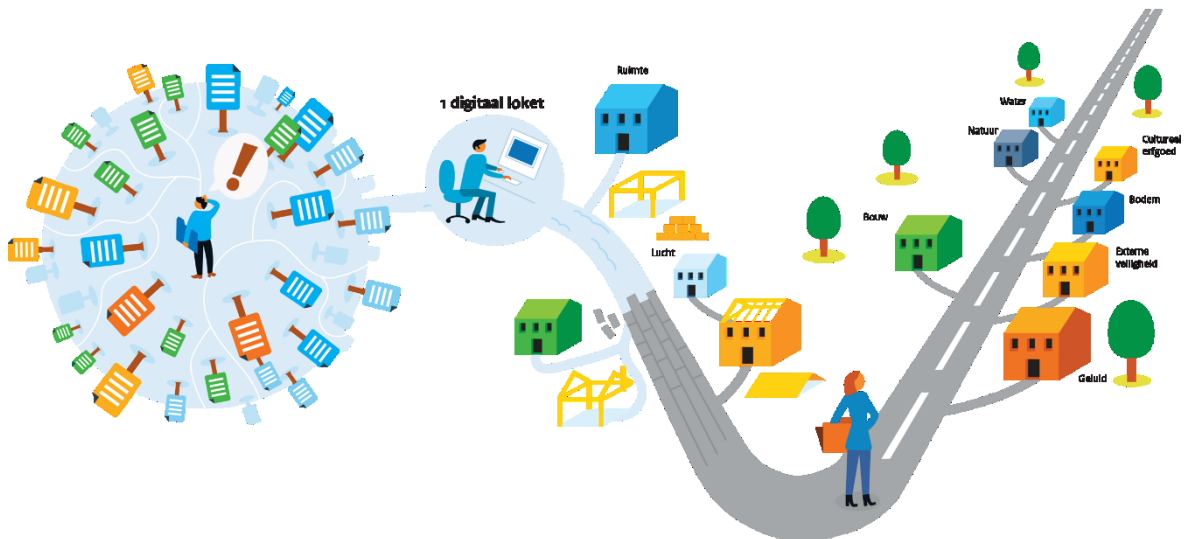 1 digitaal loket
Ruimte
Lucht
Bouw
Water
Natuur
Cultureel
erfgoed
Bodem
Externe
veiligheid
Geluid